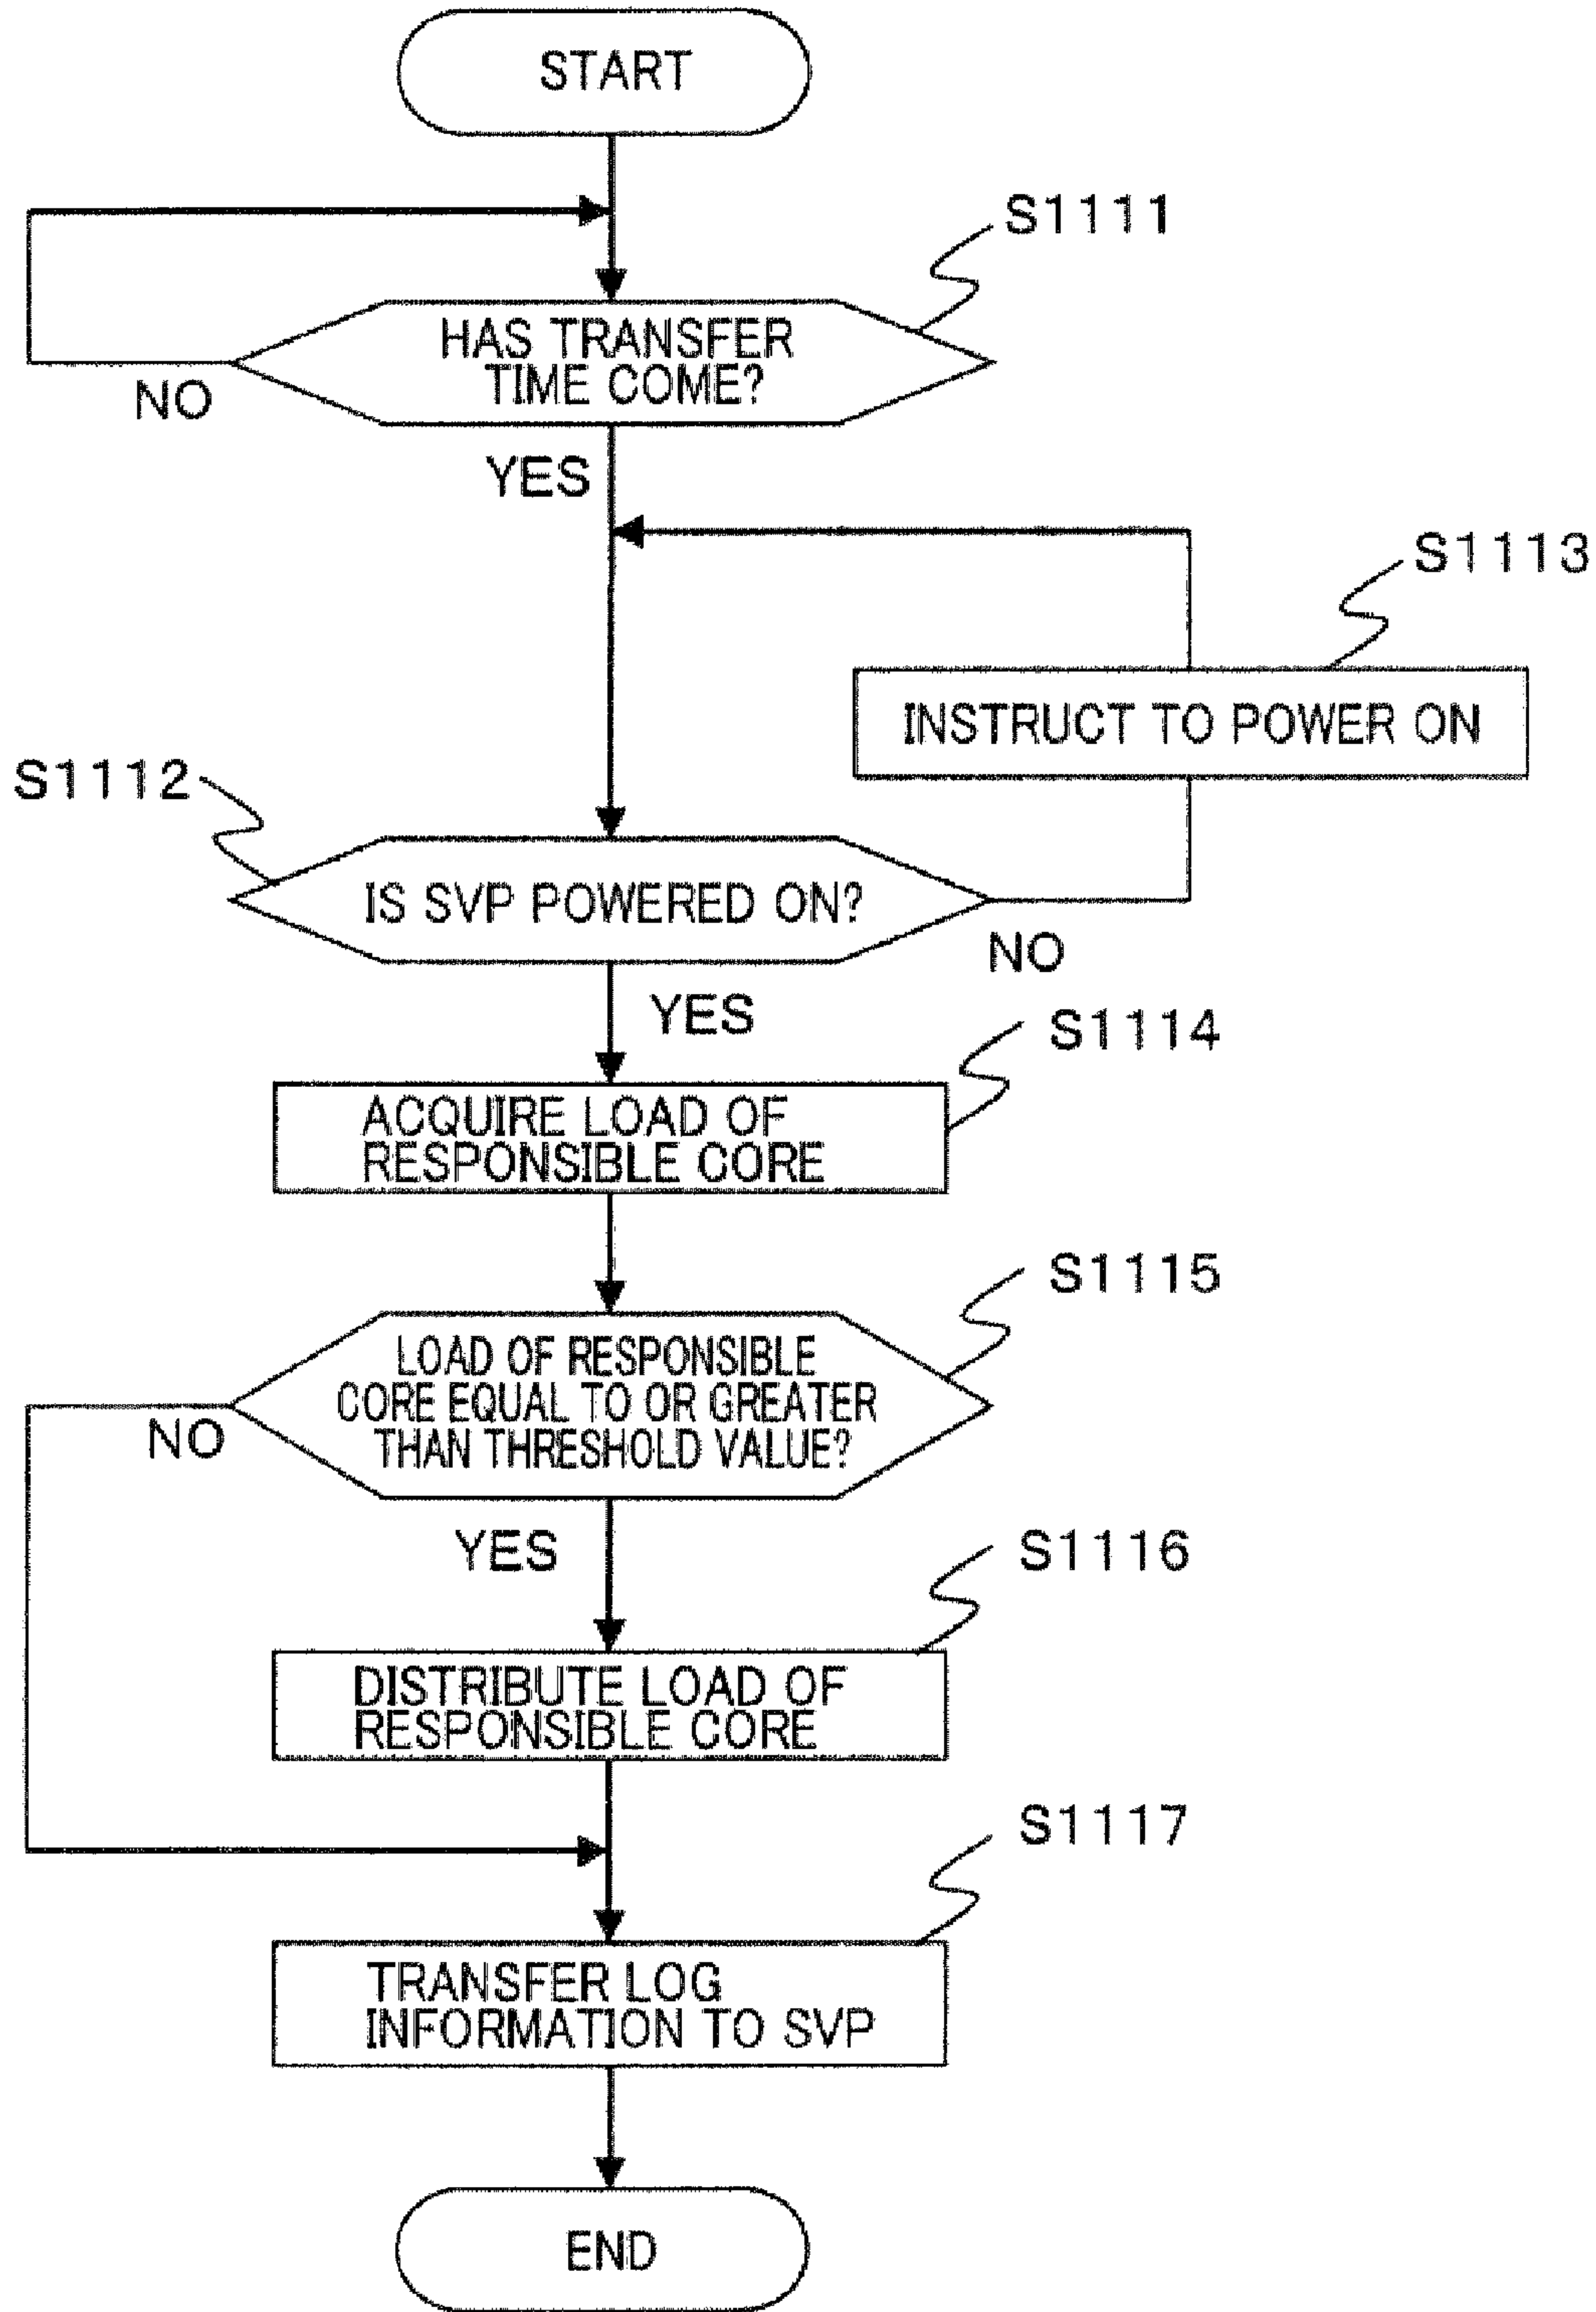 START
S1111
HAS TRANSFER
TIME COME?
NO
YES
S1113
INSTRUCT TO POWER ON
S1112
IS SVP POWERED ON?
NO
YES
S1114
ACQUIRE LOAD OF
RESPONSIBLE CORE
S1115
LOAD OF RESPONSIBLE
CORE EQUAL TO OR GREATER
THAN THRESHOLD VALUE?
NO
YES
S1116
DISTRIBUTE LOAD OF
RESPONSIBLE CORE
S1117
TRANSFER LOG
INFORMATION TO SVP
END